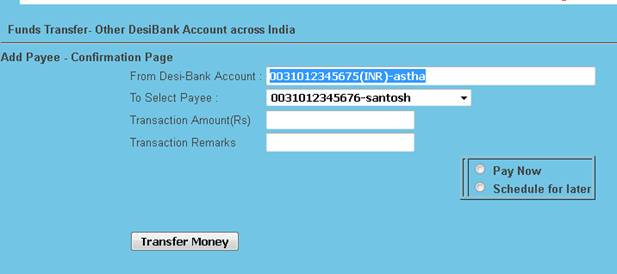 Funds Transfer- Other DesiBank Account across India
Add Payee - Confirmation Page
From Desi-Bank Account : 0031012345675(INR)-astha
To Select Payee : 0031012345676-santosh
Transaction Amount(Rs)
Transaction Remarks
Pay Now
Schedule for later
Transfer Money